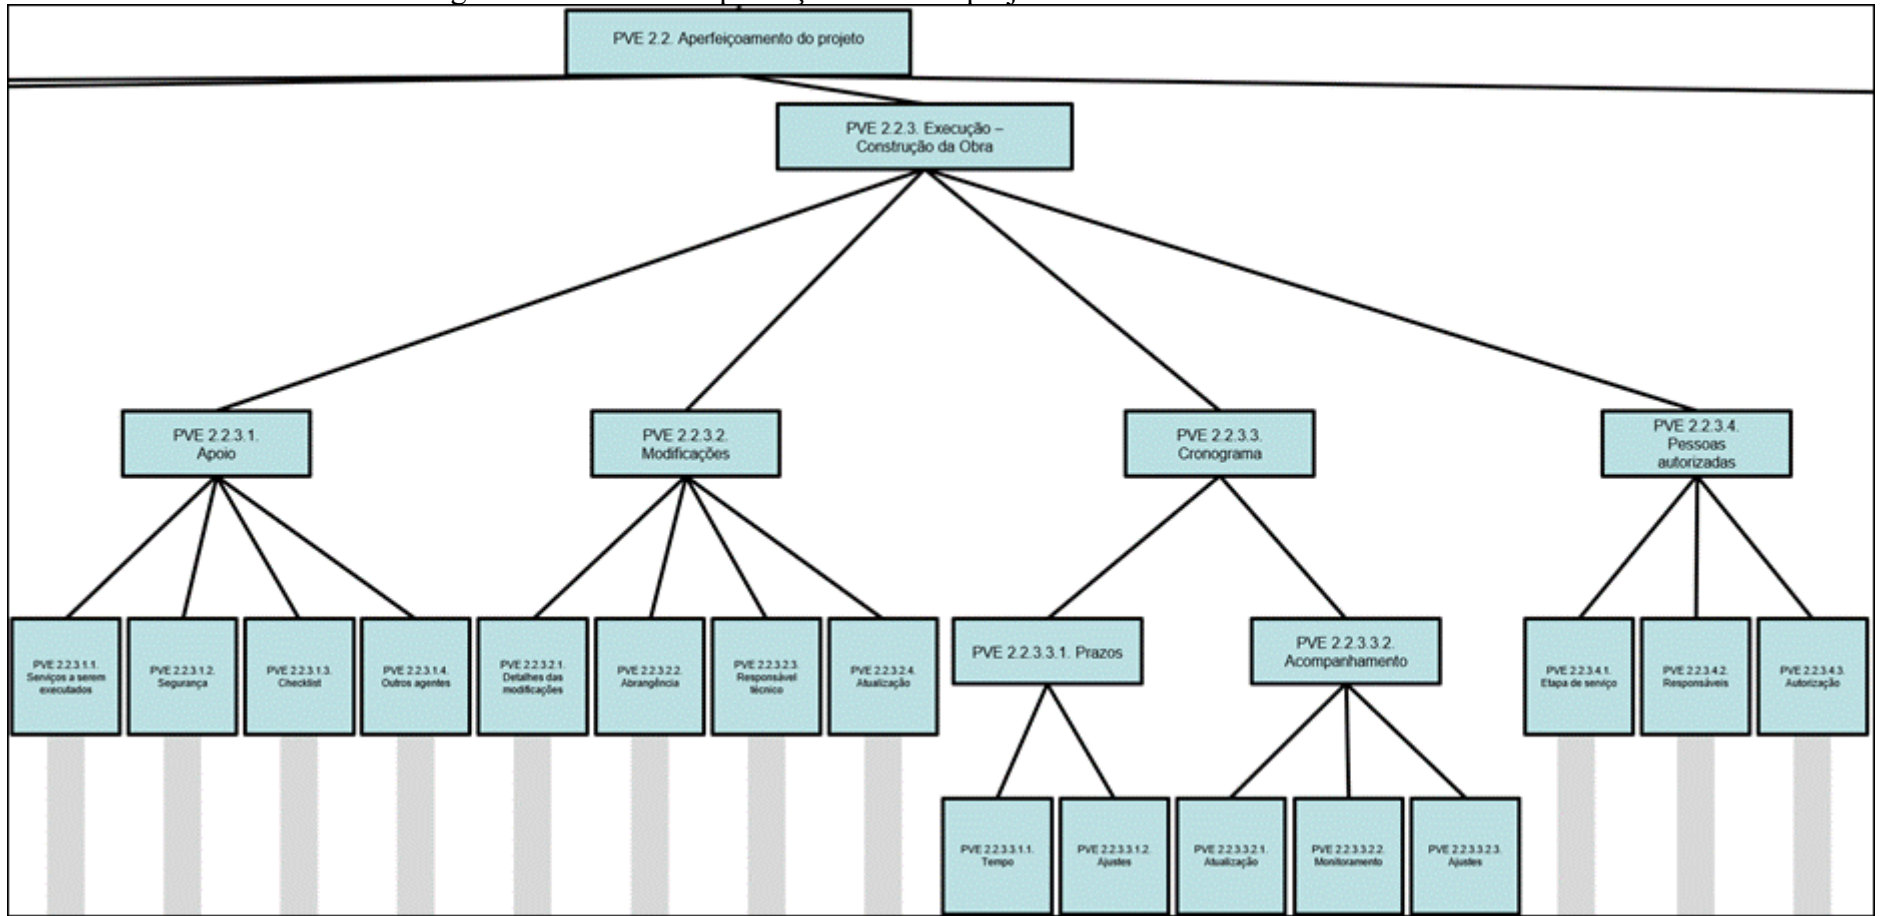 PVE 2.2. Aperfeiçoamento do projeto
PVE 2.2.3. Execução –
Construção da Obra
PVE 2.2.3.1.
Apoio
PVE 2.2.3.2.
Modificações
PVE 2.2.3.3.
Cronograma
PVE 2.2.3.4.
Pessoas
autorizadas
PVE 2.2.3.1.1.
Serviços a serem
executados
PVE 2.2.3.1.2.
Segurança
PVE 2.2.3.1.3.
Checklist
PVE 2.2.3.1.4.
Outros agentes
PVE 2.2.3.2.1.
Detalhes das
modificações
PVE 2.2.3.2.2.
Abrangência
PVE 2.2.3.2.3.
Responsável
técnico
PVE 2.2.3.2.4.
Atualização
PVE 2.2.3.3.1. Prazos
PVE 2.2.3.3.2.
Acompanhamento
PVE 2.2.3.4.1.
Etapa de serviço
PVE 2.2.3.4.2.
Responsáveis
PVE 2.2.3.4.3.
Autorização
PVE 2.2.3.3.1.1.
Tempo
PVE 2.2.3.3.1.2.
Ajustes
PVE 2.2.3.3.2.1.
Atualização
PVE 2.2.3.3.2.2.
Monitoramento
PVE 2.2.3.3.2.3.
Ajustes